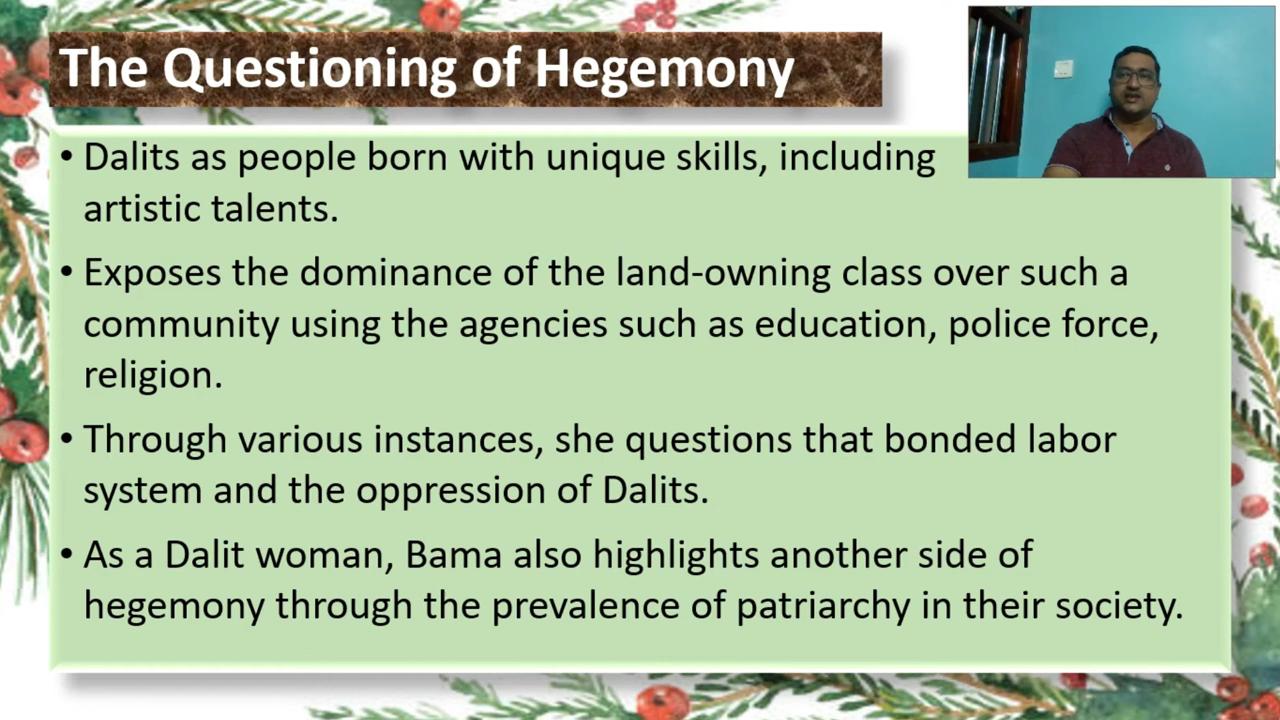 The Questioning of Hegemony
• Dalits as people born with unique skills, including
artistic talents.
• Exposes the dominance of the land-owning class over such a
community using the agencies such as education, police force,
religion.
• Through various instances, she questions that bonded labor
system and the oppression of Dalits.
• As a Dalit woman, Bama also highlights another side of
hegemony through the prevalence of patriarchy in their society.